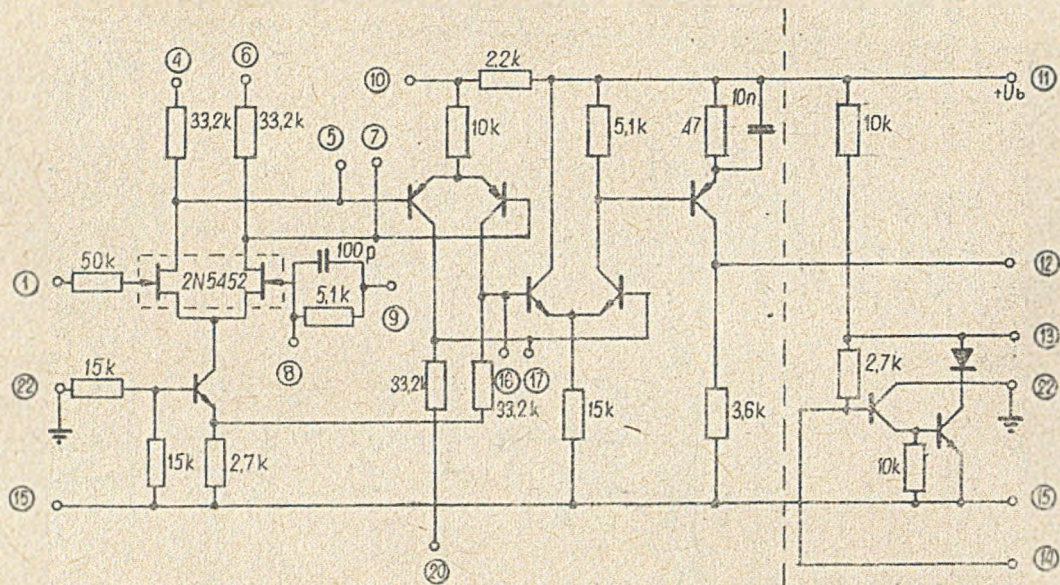 ④
⑥
⑩
2,2k
⑪
+Ub
33,2k
33,2k
⑤
⑦
10k
5,1k
47
10n
10k
①
50k
2N5452
100p
5,1k
⑨
⑧
⑫
⑬
㉒
15k
33,2k
⑯
⑰
33,2k
15k
3,6k
2,7k
㉒
15k
2,7k
10k
⑮
⑮
⑳
⑭